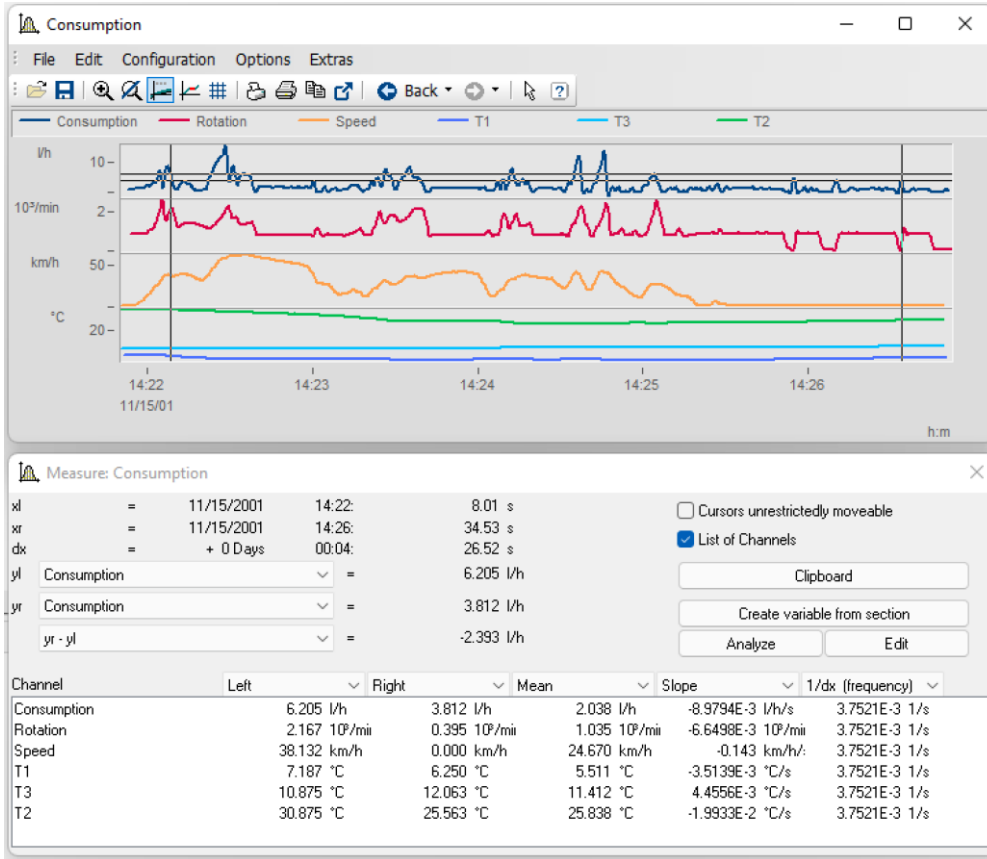 Consumption
File Edit Configuration Options Extras
Back
Consumption Rotation Speed T1 T3 T2
l/h
10
10³/min
2
km/h
50
°C
20
14:22 14:23 14:24 14:25 14:26
11/15/01
h:m
Measure: Consumption
xl = 11/15/2001 14:22: 8.01 s
xr = 11/15/2001 14:26: 34.53 s
dx = + 0 Days 00:04: 26.52 s
yl Consumption = 6.205 l/h
yr Consumption = 3.812 l/h
yr - yl = -2.393 l/h
Cursors unrestrictedly moveable
List of Channels
Clipboard
Create variable from section
Analyze Edit
Channel Left Right Mean Slope 1/dx (frequency)
Consumption 6.205 l/h 3.812 l/h 2.038 l/h -8.9794E-3 l/h/s 3.7521E-3 1/s
Rotation 2.167 10³/mii 0.395 10³/mii 1.035 10³/mii -6.6498E-3 10³/mii 3.7521E-3 1/s
Speed 38.132 km/h 0.000 km/h 24.670 km/h -0.143 km/h/: 3.7521E-3 1/s
T1 7.187 °C 6.250 °C 5.511 °C -3.5139E-3 °C/s 3.7521E-3 1/s
T3 10.875 °C 12.063 °C 11.412 °C 4.4556E-3 °C/s 3.7521E-3 1/s
T2 30.875 °C 25.563 °C 25.838 °C -1.9933E-2 °C/s 3.7521E-3 1/s